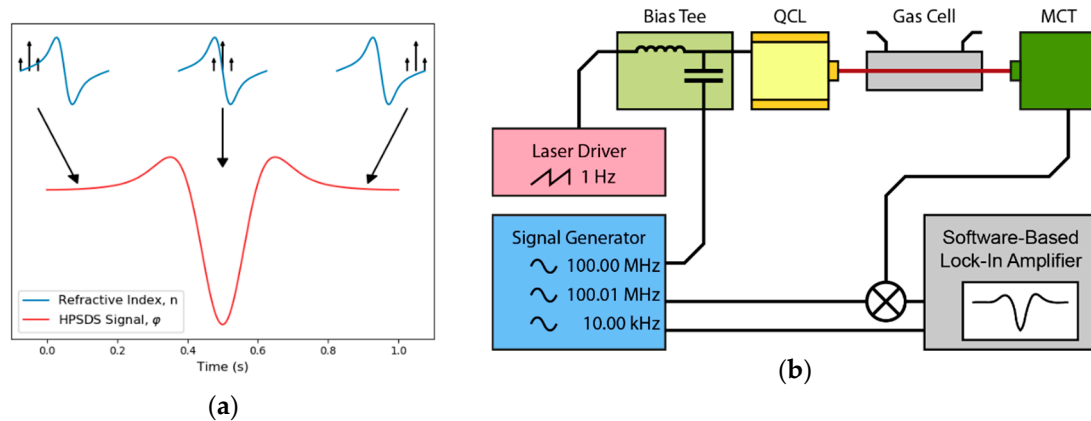 Refractive Index, n
HPSDS Signal, φ
0.0 0.2 0.4 0.6 0.8 1.0
Time (s)
(a)
Bias Tee QCL Gas Cell MCT
Laser Driver
1 Hz
Signal Generator
100.00 MHz
100.01 MHz
10.00 kHz
Software-Based
Lock-In Amplifier
(b)